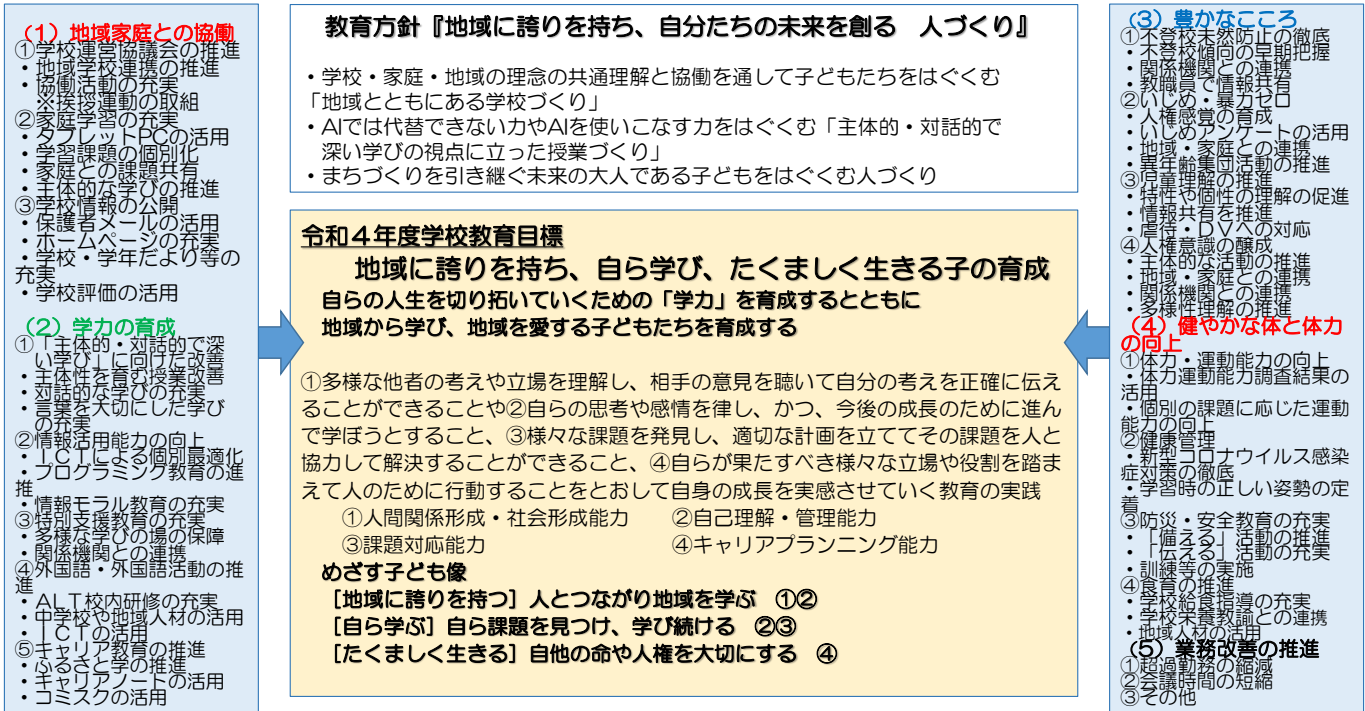 （1）地域家庭との協働
①学校運営協議会の推進
・地域学校連携の推進
・協働活動の充実
※挨拶運動の取組
②家庭学習の充実
・タブレットPCの活用
・学習課題の個別化
・家庭との課題共有
・主体的な学びの推進
③学校情報の公開
・保護者メールの活用
・ホームページの充実
・学校・学年だより等の
充実
・学校評価の活用
（2）学力の育成
①「主体的・対話的で深
い学び」に向けた改善
・主体性を育む授業改善
・対話的な学びの充実
・言葉を大切にした学び
の充実
②情報活用能力の向上
・ＩＣＴによる個別最適化
・プログラミング教育の進
推
・情報モラル教育の充実
③特別支援教育の充実
・多様な学びの場の保障
・関係機関との連携
④外国語・外国語活動の推
進
・ＡＬＴ校内研修の充実
・中学校や地域人材の活用
・ＩＣＴの活用
⑤キャリア教育の推進
・ふるさと学の推進
・キャリアノートの活用
・コミスクの活用
教育方針『地域に誇りを持ち、自分たちの未来を創る　人づくり』
・学校・家庭・地域の理念の共通理解と協働を通して子どもたちをはぐくむ
「地域とともにある学校づくり」
・AIでは代替できない力やAIを使いこなす力をはぐくむ「主体的・対話的で
深い学びの視点に立った授業づくり」
・まちづくりを引き継ぐ未来の大人である子どもをはぐくむ人づくり
令和４年度学校教育目標
地域に誇りを持ち、自ら学び、たくましく生きる子の育成
自らの人生を切り拓いていくための「学力」を育成するとともに
地域から学び、地域を愛する子どもたちを育成する
①多様な他者の考えや立場を理解し、相手の意見を聴いて自分の考えを正確に伝え
ることができることや②自らの思考や感情を律し、かつ、今後の成長のために進ん
で学ぼうとすること、③様々な課題を発見し、適切な計画を立ててその課題を人と
協力して解決することができること、④自らが果たすべき様々な立場や役割を踏ま
えて人のために行動することをとおして自身の成長を実感させていく教育の実践
①人間関係形成・社会形成能力　②自己理解・管理能力
③課題対応能力　④キャリアプランニング能力
めざす子ども像
［地域に誇りを持つ］人とつながり地域を学ぶ　①②
［自ら学ぶ］自ら課題を見つけ、学び続ける　②③
［たくましく生きる］自他の命や人権を大切にする　④
（3）豊かなこころ
①不登校未然防止の徹底
・不登校傾向の早期把握
・関係機関との連携
・教職員で情報共有
②いじめ・暴力ゼロ
・人権感覚の育成
・いじめアンケートの活用
・地域・家庭との連携
・異年齢集団活動の推進
③児童理解の推進
・特性や個性の理解の促進
・情報共有を推進
・虐待・ＤＶへの対応
④人権意識の醸成
・主体的な活動の推進
・地域・家庭との連携
・関係機関との連携
・多様性理解の推進
（4）健やかな体と体力
の向上
①体力・運動能力の向上
・体力運動能力調査結果の
活用
・個別の課題に応じた運動
能力の向上
②健康管理
・新型コロナウイルス感染
症対策の徹底
・学習時の正しい姿勢の定
着
③防災・安全教育の充実
・「備える」活動の推進
・「伝える」活動の充実
・訓練等の実施
④食育の推進
・学校給食指導の充実
・学校栄養教諭との連携
・地域人材の活用
（5）業務改善の推進
①超過勤務の縮減
②会議時間の短縮
③その他